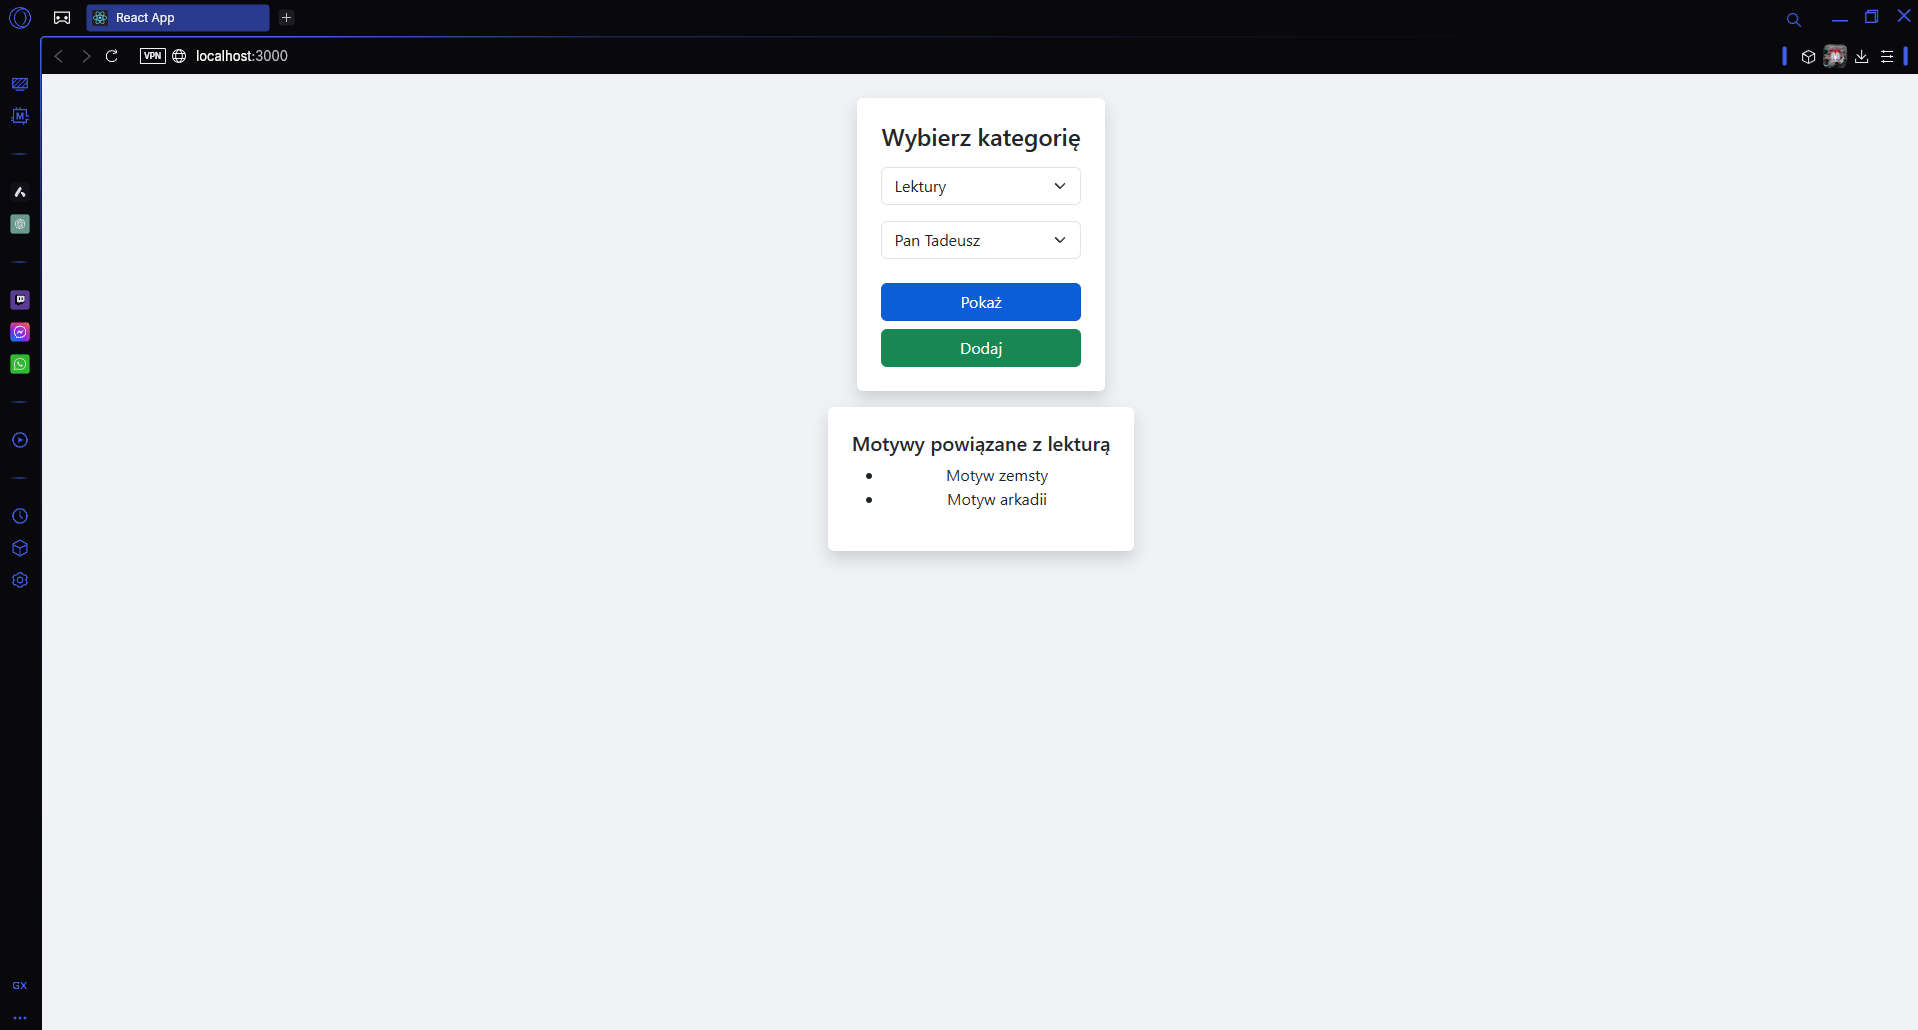 React App
VPN
localhost:3000
M
Wybierz kategorię
Lektury
Pan Tadeusz
Pokaż
Dodaj
Motywy powiązane z lekturą
Motyw zemsty
Motyw arkadii
GX